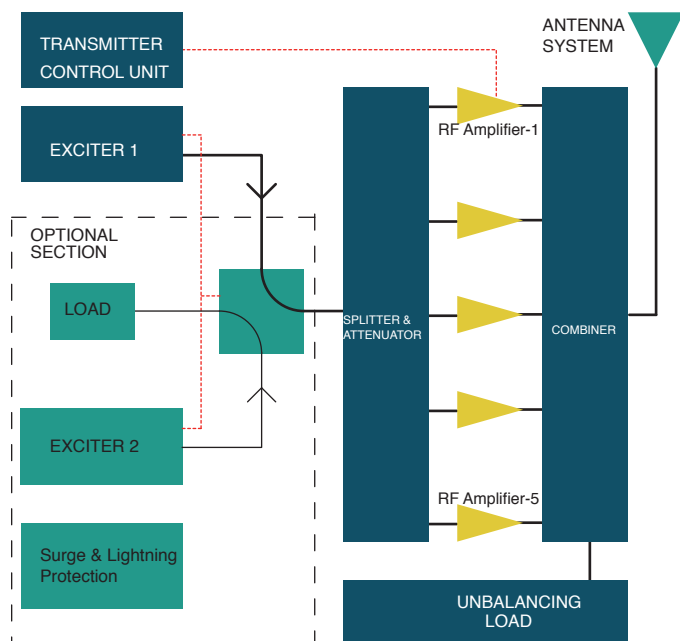 TRANSMITTER
CONTROL UNIT
ANTENNA
SYSTEM
EXCITER 1
RF Amplifier-1
OPTIONAL
SECTION
LOAD
SPLITTER &
ATTENUATOR
COMBINER
EXCITER 2
RF Amplifier-5
Surge & Lightning
Protection
UNBALANCING
LOAD